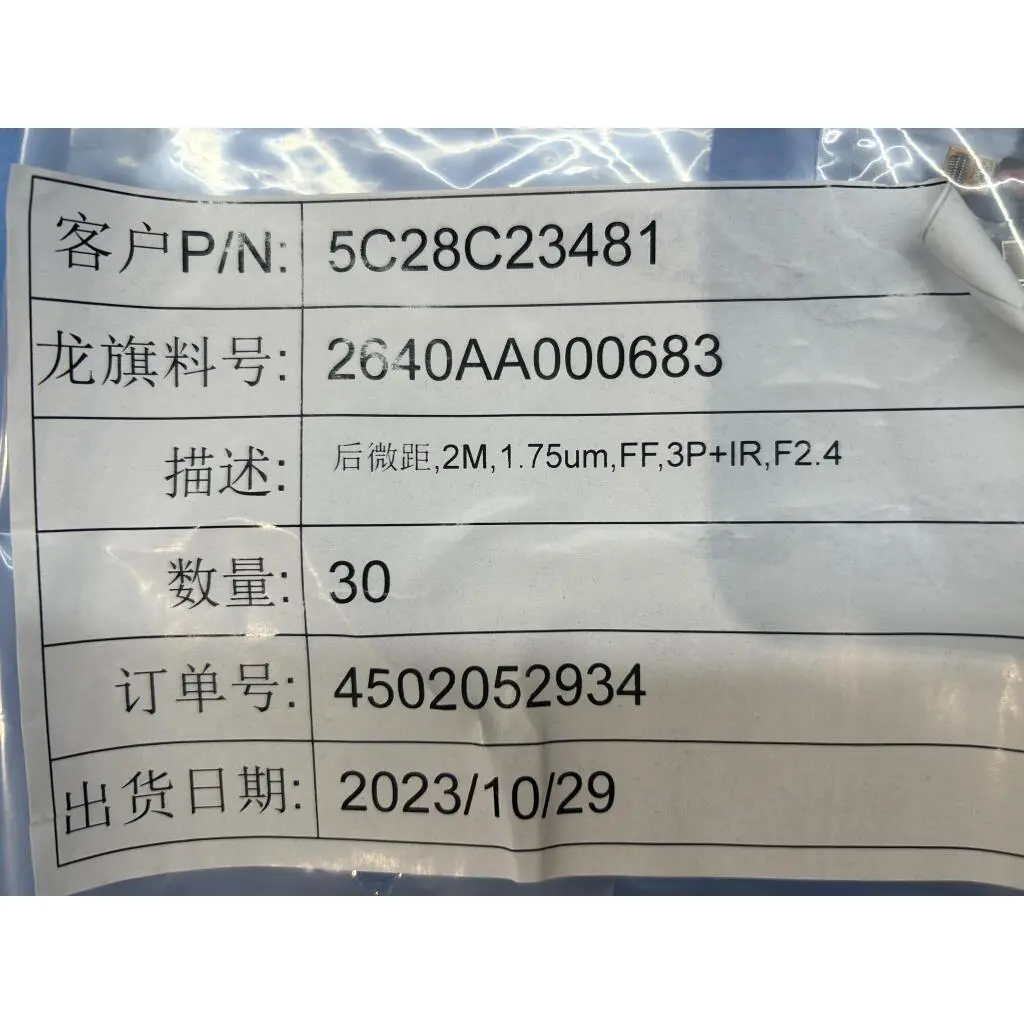 客户P/N: 5C28C23481
龙旗料号: 2640AA000683
描述: 后微距,2M,1.75um,FF,3P+IR,F2.4
数量: 30
订单号: 4502052934
出货日期: 2023/10/29